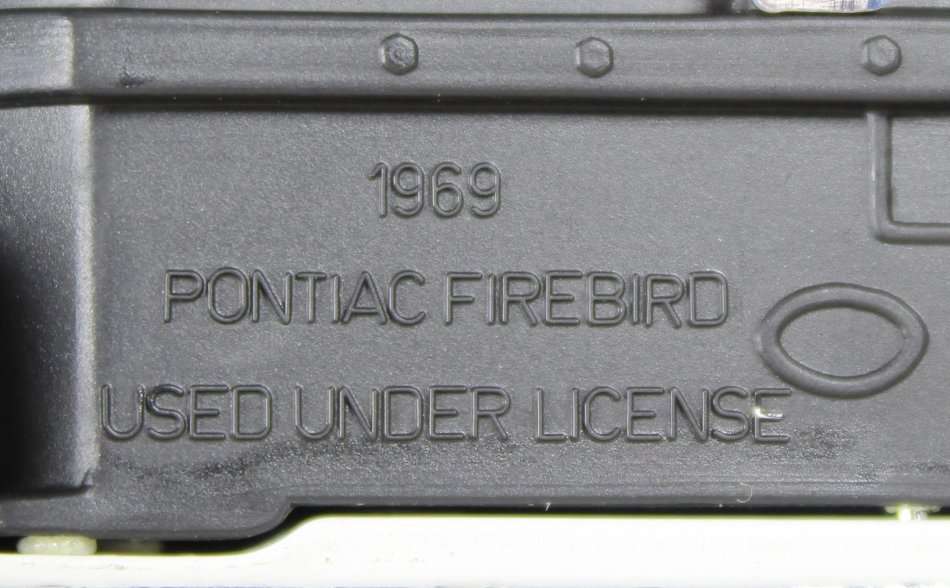 1969
PONTIAC FIREBIRD
USED UNDER LICENSE